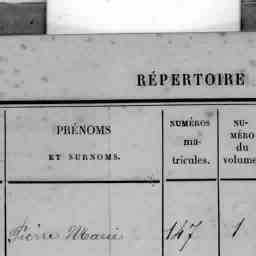 RÉPERTOIRE
PRÉNOMS
ET SURNOMS.
NUMÉROS
ma-
tricules.
NU-
MÉRO
du
volume
Pierre Marie 147 1